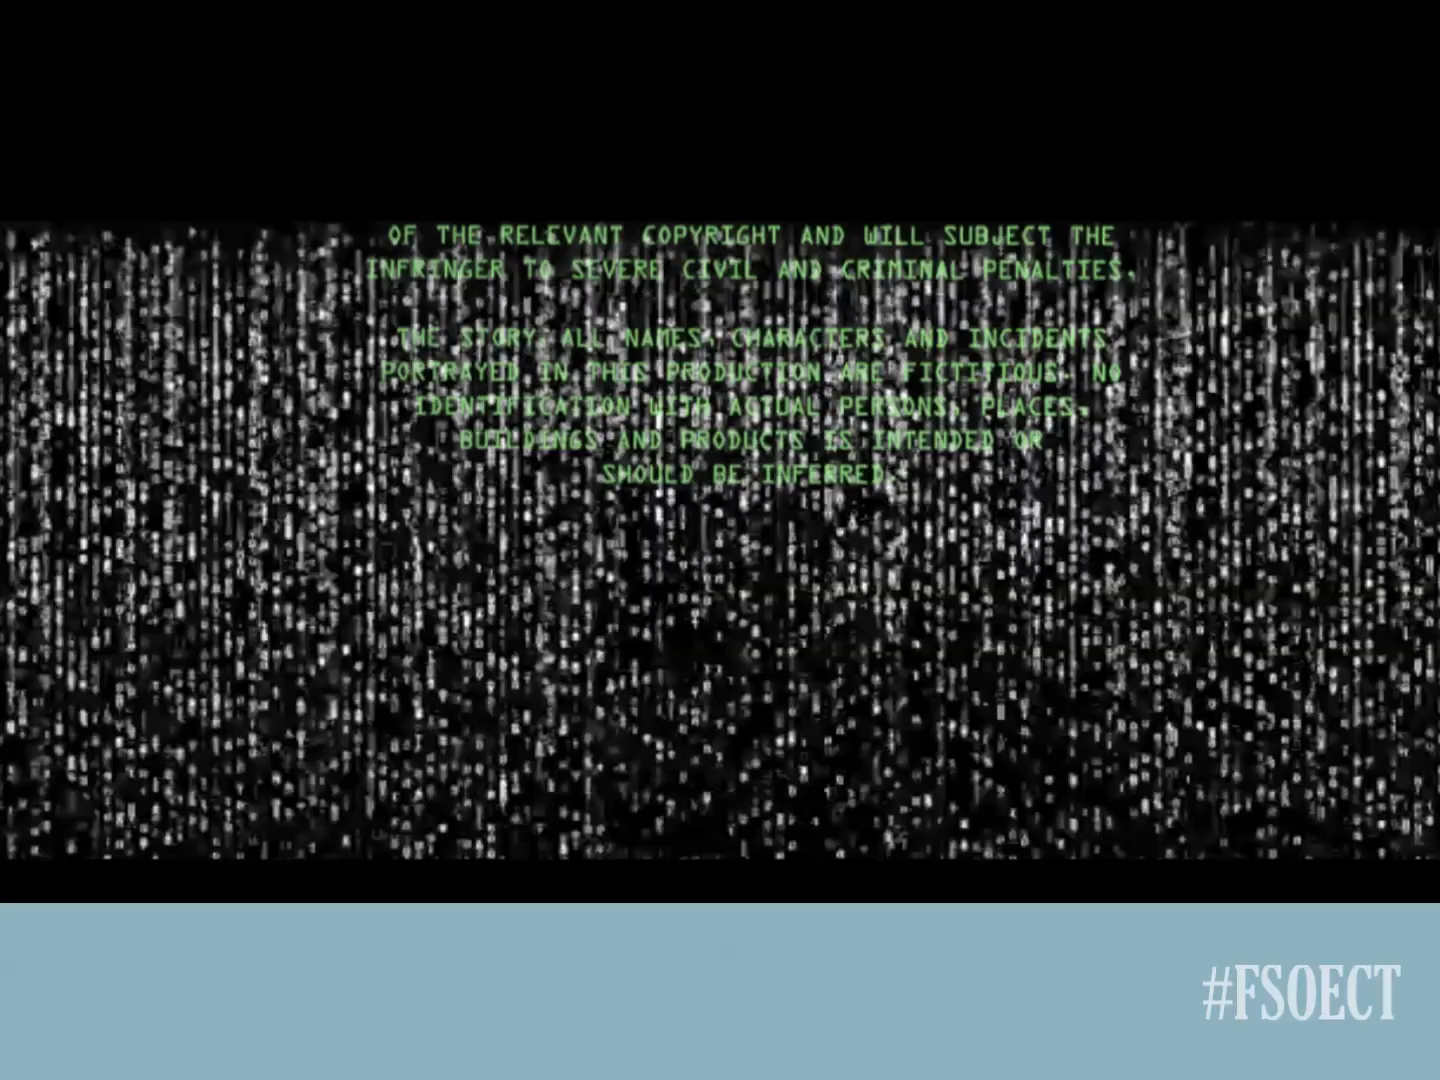 OF THE RELEVANT COPYRIGHT AND WILL SUBJECT THE
INFRINGER TO SEVERE CIVIL AND CRIMINAL PENALTIES.
THE STORY, ALL NAMES, CHARACTERS AND INCIDENTS
PORTRAYED IN THIS PRODUCTION ARE FICTITIOUS. NO
IDENTIFICATION WITH ACTUAL PERSONS, PLACES,
BUILDINGS AND PRODUCTS IS INTENDED OR
SHOULD BE INFERRED.
#FSOECT